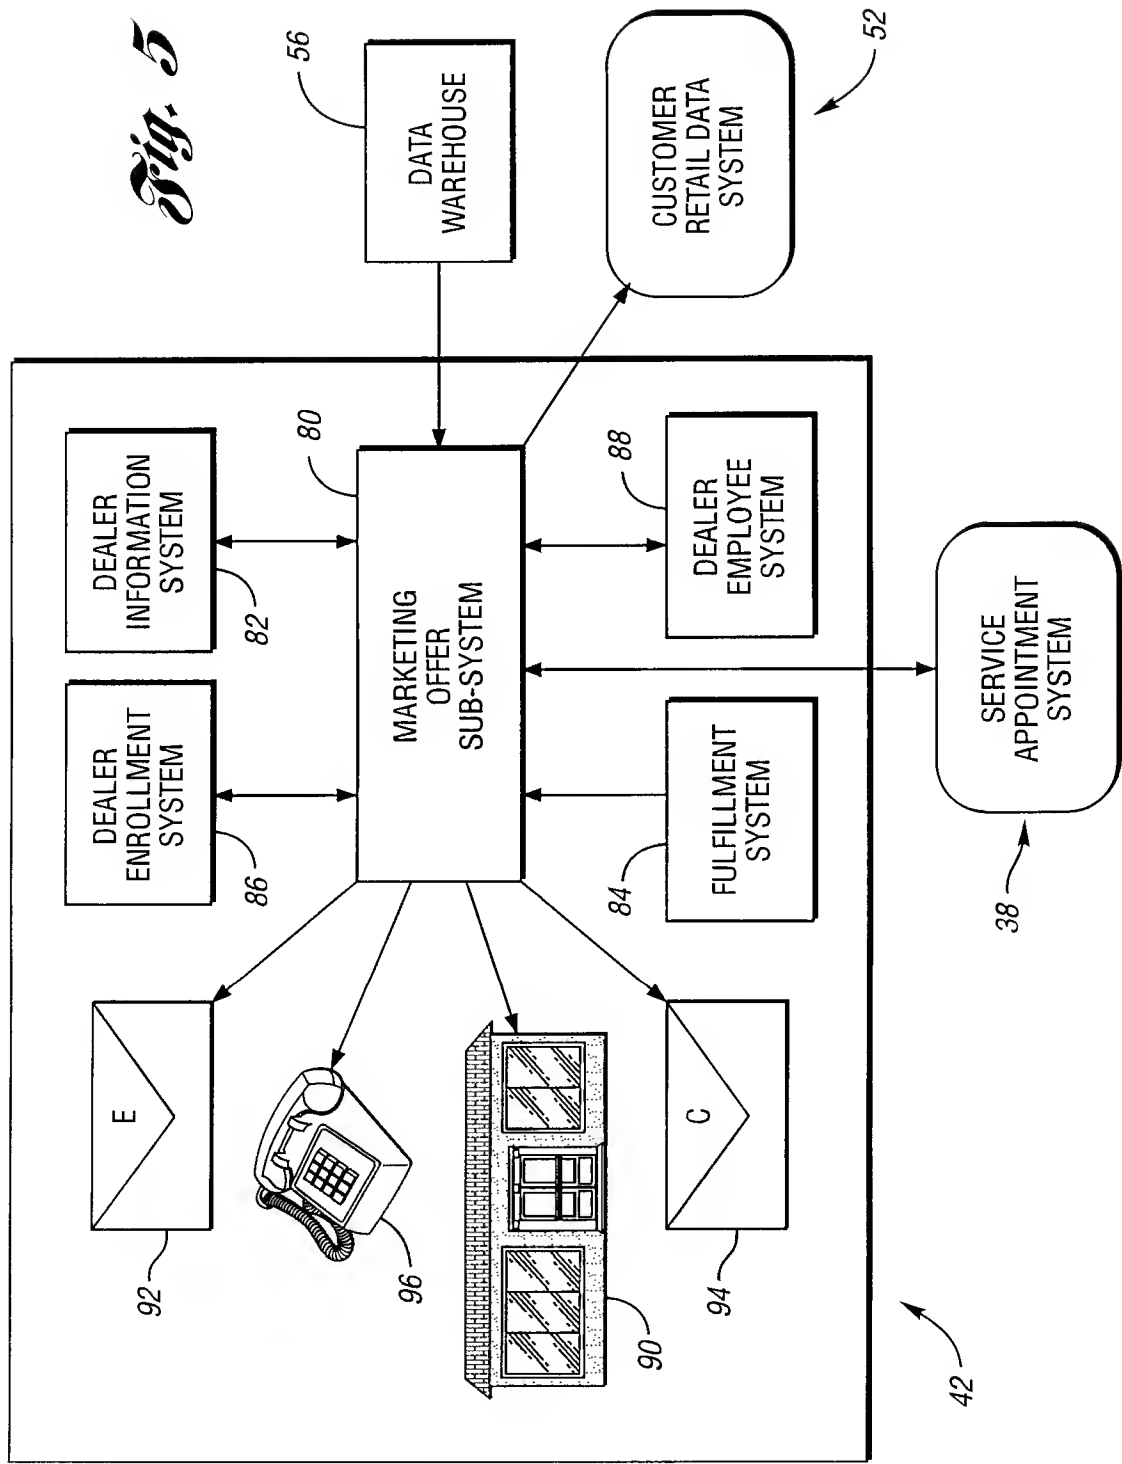 Fig. 5
92
E
86
DEALER
ENROLLMENT
SYSTEM
82
DEALER
INFORMATION
SYSTEM
96
80
56
DATA
WAREHOUSE
MARKETING
OFFER
SUB-SYSTEM
90
94
C
84
FULFILLMENT
SYSTEM
88
DEALER
EMPLOYEE
SYSTEM
CUSTOMER
RETAIL DATA
SYSTEM
52
42
38
SERVICE
APPOINTMENT
SYSTEM